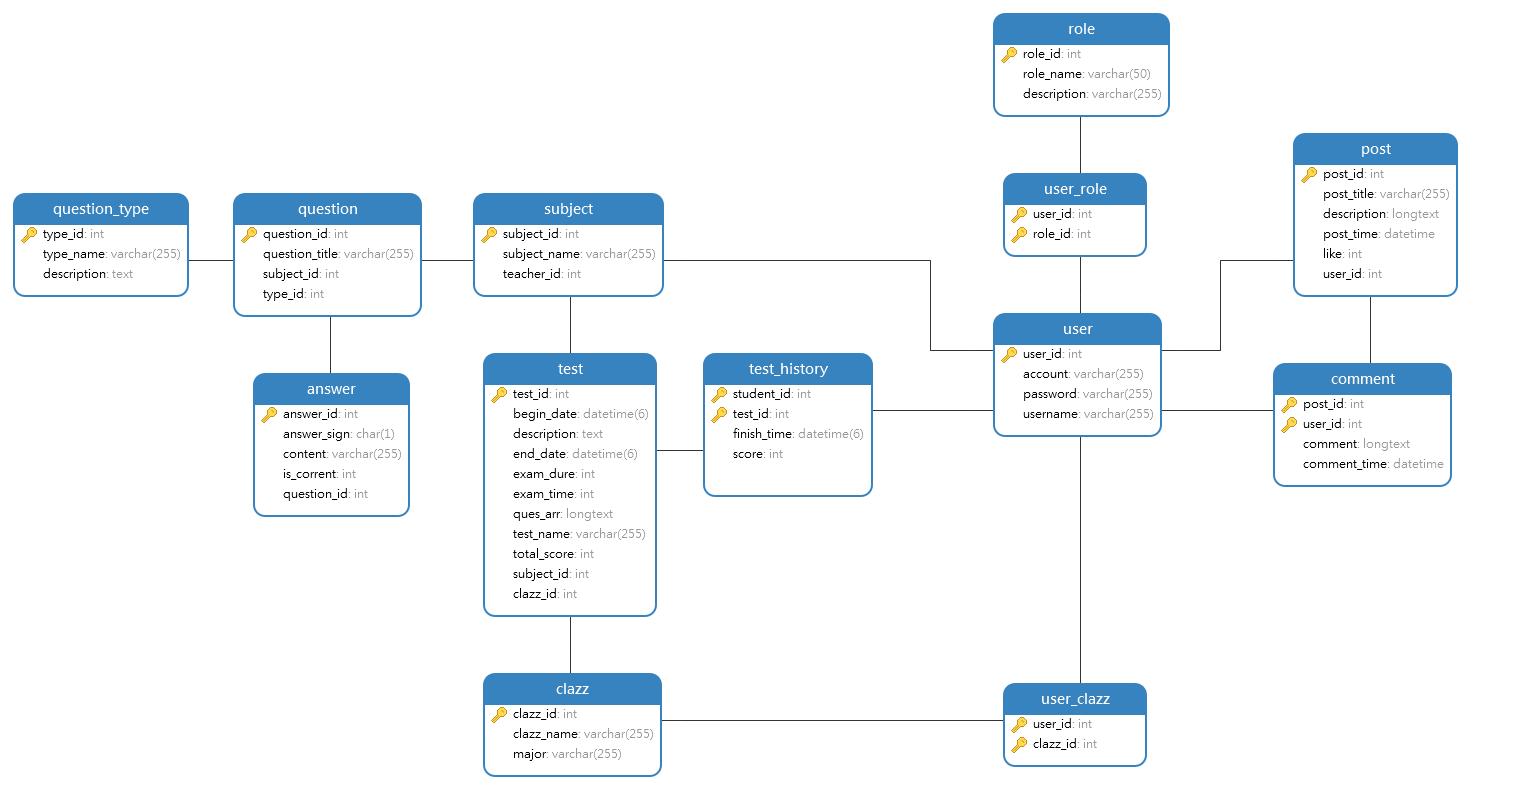 role
role_id: int
role_name: varchar(50)
description: varchar(255)
post
post_id: int
post_title: varchar(255)
description: longtext
post_time: datetime
like: int
user_id: int
user_role
user_id: int
role_id: int
question_type
type_id: int
type_name: varchar(255)
description: text
question
question_id: int
question_title: varchar(255)
subject_id: int
type_id: int
subject
subject_id: int
subject_name: varchar(255)
teacher_id: int
user
user_id: int
account: varchar(255)
password: varchar(255)
username: varchar(255)
answer
answer_id: int
answer_sign: char(1)
content: varchar(255)
is_corrent: int
question_id: int
test
test_id: int
begin_date: datetime(6)
description: text
end_date: datetime(6)
exam_dure: int
exam_time: int
ques_arr: longtext
test_name: varchar(255)
total_score: int
subject_id: int
clazz_id: int
test_history
student_id: int
test_id: int
finish_time: datetime(6)
score: int
comment
post_id: int
user_id: int
comment: longtext
comment_time: datetime
clazz
clazz_id: int
clazz_name: varchar(255)
major: varchar(255)
user_clazz
user_id: int
clazz_id: int